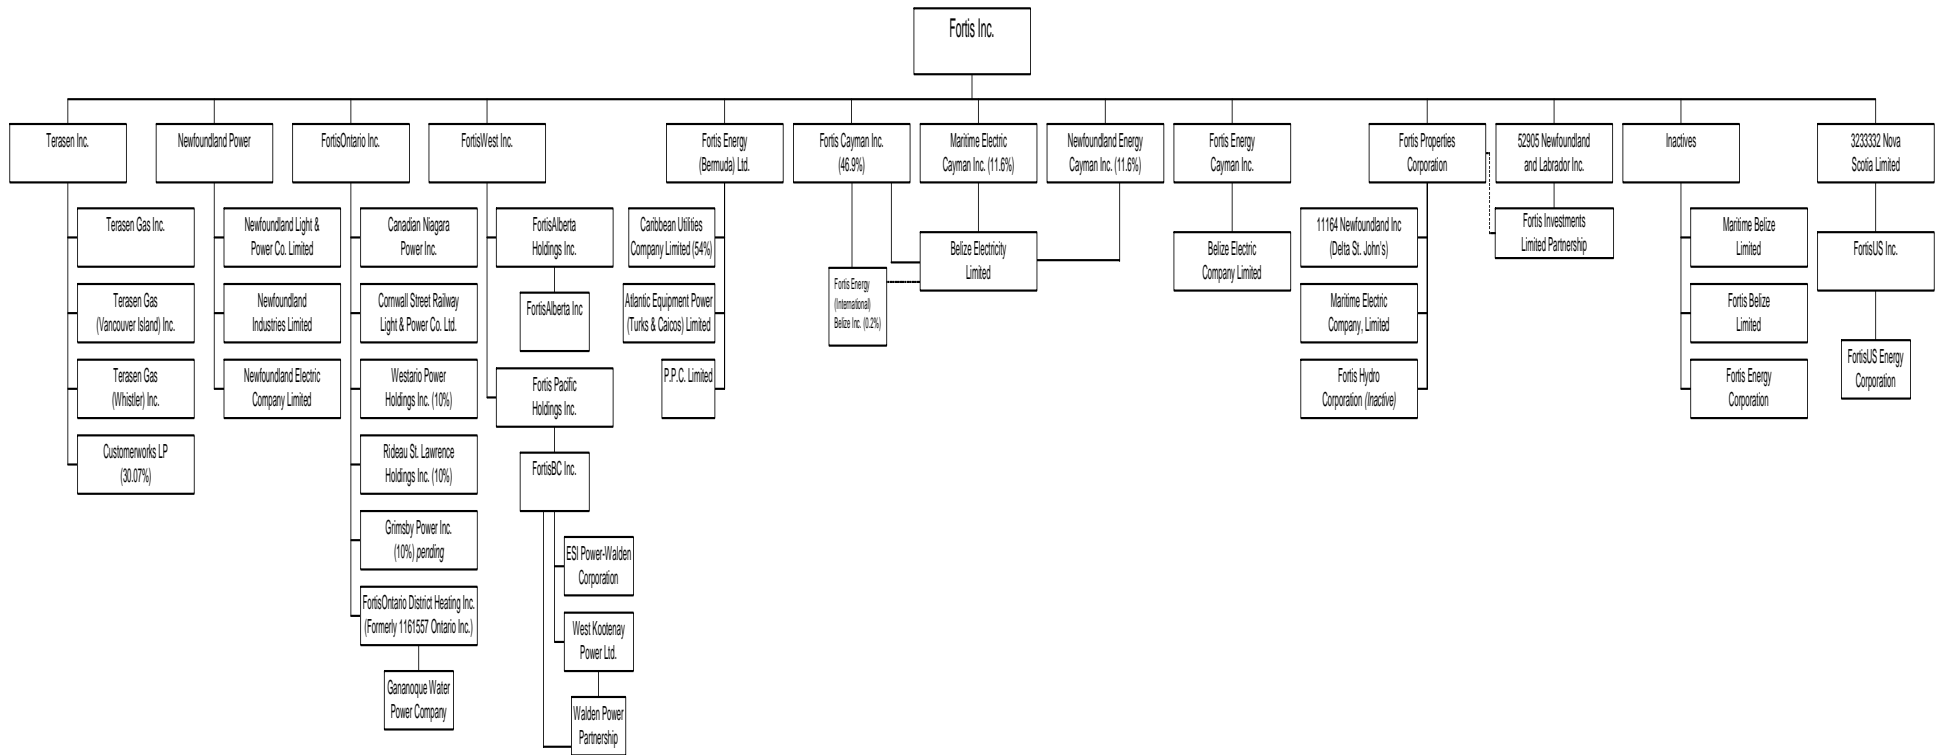 Fortis Inc.
Terasen Inc.
Newfoundland Power
FortisOntario Inc.
FortisWest Inc.
Fortis Energy
(Bermuda) Ltd.
Fortis Cayman Inc.
(46.9%)
Maritime Electric
Cayman Inc. (11.6%)
Newfoundland Energy
Cayman Inc. (11.6%)
Fortis Energy
Cayman Inc.
Fortis Properties
Corporation
52905 Newfoundland
and Labrador Inc.
Inactives
3233332 Nova
Scotia Limited
Terasen Gas Inc.
Terasen Gas
(Vancouver Island) Inc.
Terasen Gas
(Whistler) Inc.
Customerworks LP
(30.07%)
Newfoundland Light &
Power Co. Limited
Newfoundland
Industries Limited
Newfoundland Electric
Company Limited
Canadian Niagara
Power Inc.
Cornwall Street Railway
Light & Power Co. Ltd.
Westario Power
Holdings Inc. (10%)
Rideau St. Lawrence
Holdings Inc. (10%)
Grimsby Power Inc.
(10%) pending
FortisOntario District Heating Inc.
(Formerly 1161557 Ontario Inc.)
Gananoque Water
Power Company
FortisAlberta
Holdings Inc.
FortisAlberta Inc
Fortis Pacific
Holdings Inc.
FortisBC Inc.
ESI Power-Walden
Corporation
West Kootenay
Power Ltd.
Walden Power
Partnership
Caribbean Utilities
Company Limited (54%)
Atlantic Equipment Power
(Turks & Caicos) Limited
P.P.C. Limited
Fortis Energy
(International)
Belize Inc. (0.2%)
Belize Electricity
Limited
Belize Electric
Company Limited
11164 Newfoundland Inc
(Delta St. John's)
Maritime Electric
Company, Limited
Fortis Hydro
Corporation (Inactive)
Fortis Investments
Limited Partnership
Maritime Belize
Limited
Fortis Belize
Limited
Fortis Energy
Corporation
FortisUS Inc.
FortisUS Energy
Corporation